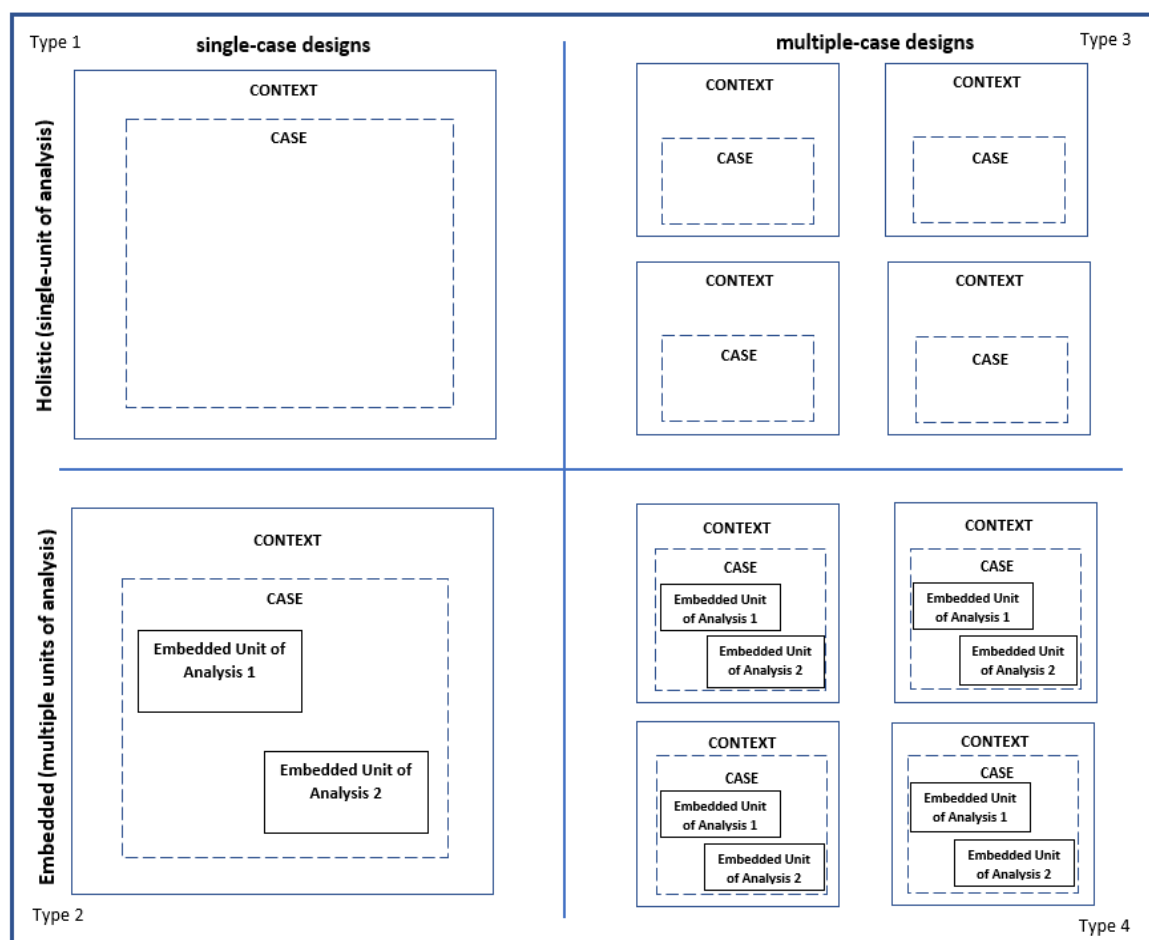 Type 1
single-case designs
multiple-case designs
Type 3
Holistic (single-unit of analysis)
CONTEXT
CASE
CONTEXT
CASE
CONTEXT
CASE
CONTEXT
CASE
CONTEXT
CASE
Embedded (multiple units of analysis)
CONTEXT
CASE
Embedded Unit of
Analysis 1
Embedded Unit of
Analysis 2
CONTEXT
CASE
Embedded Unit
of Analysis 1
Embedded Unit
of Analysis 2
CONTEXT
CASE
Embedded Unit
of Analysis 1
Embedded Unit
of Analysis 2
CONTEXT
CASE
Embedded Unit
of Analysis 1
Embedded Unit
of Analysis 2
CONTEXT
CASE
Embedded Unit
of Analysis 1
Embedded Unit
of Analysis 2
Type 2
Type 4